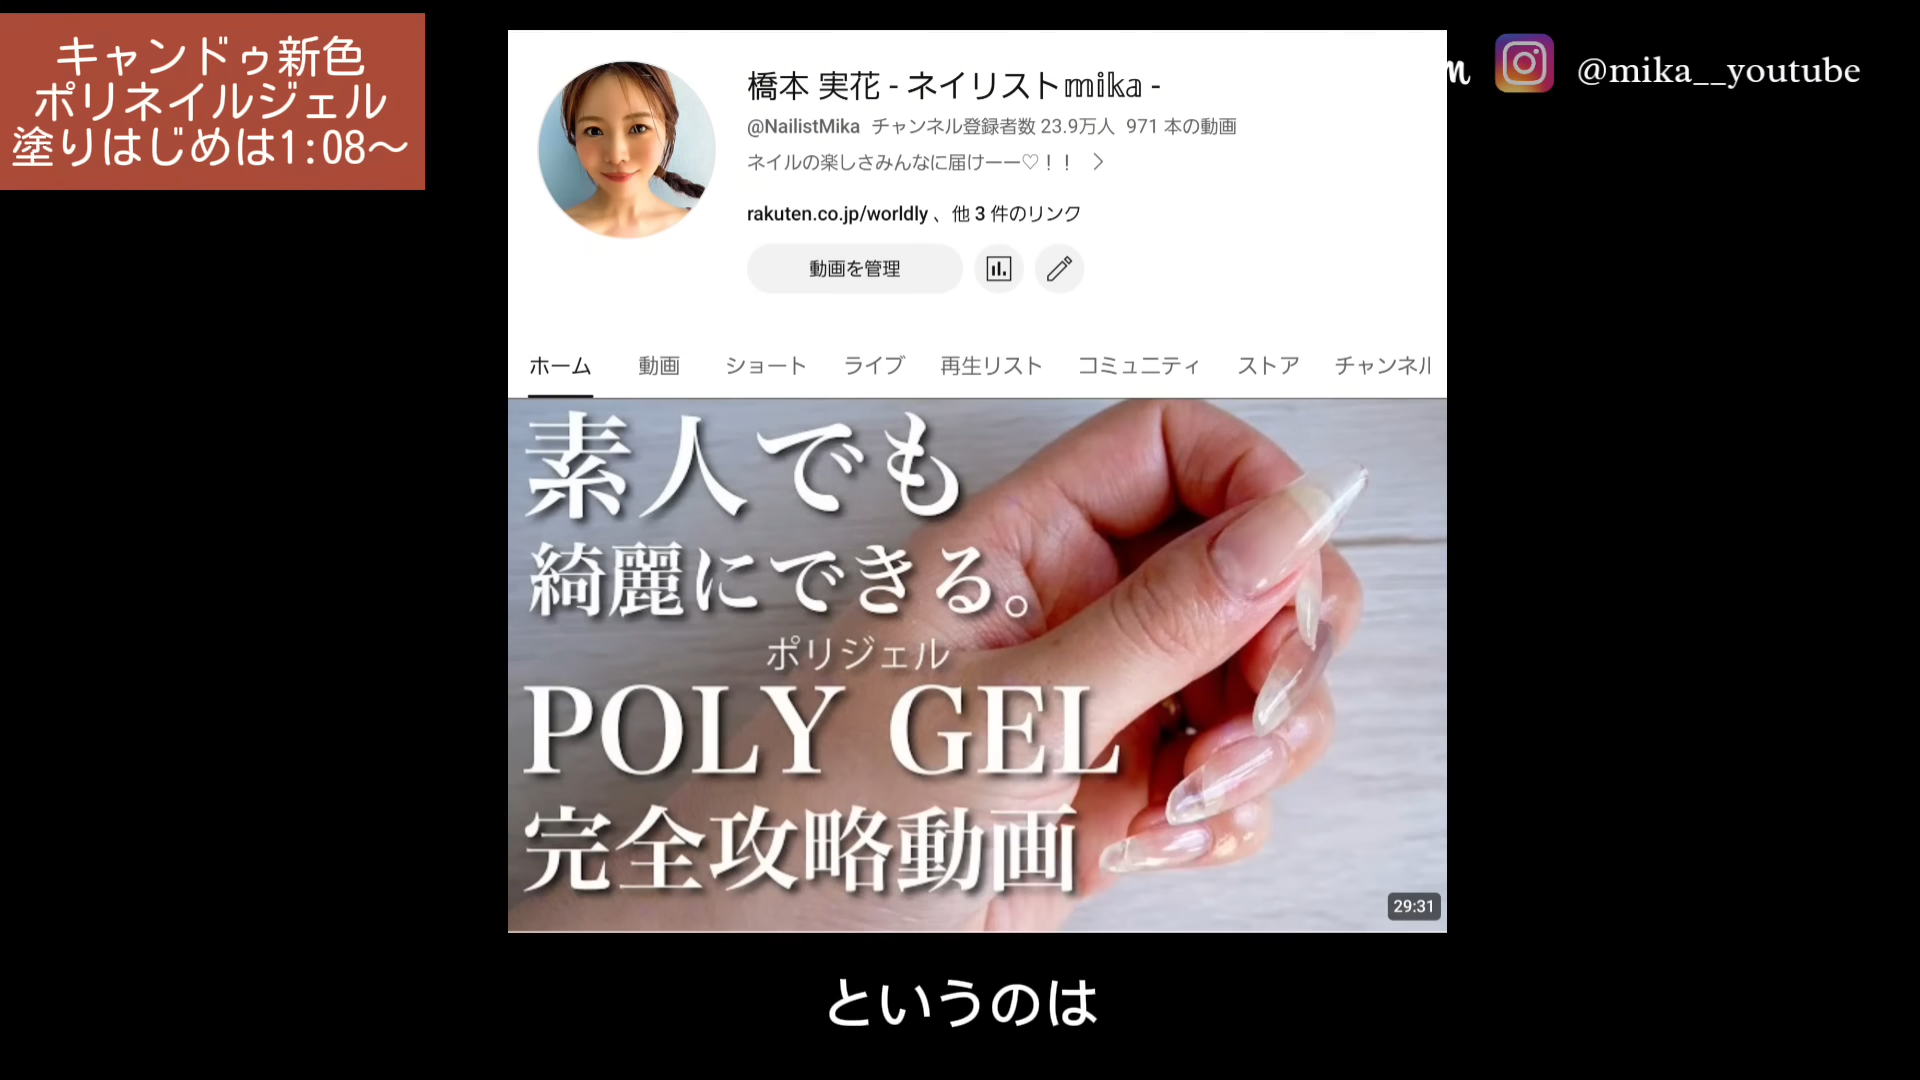 キャンドゥ新色
ポリネイルジェル
塗りはじめは1:08～
@mika__youtube
橋本 実花 - ネイリスト𝕞𝕚𝕜𝕒 -
@NailistMika チャンネル登録者数 23.9万人 971 本の動画
ネイルの楽しさみんなに届けーー♡！！
rakuten.co.jp/worldly 、他 3 件のリンク
動画を管理
ホーム 動画 ショート ライブ 再生リスト コミュニティ ストア チャンネル
素人でも
綺麗にできる。
ポリジェル
POLY GEL
完全攻略動画
29:31
というのは